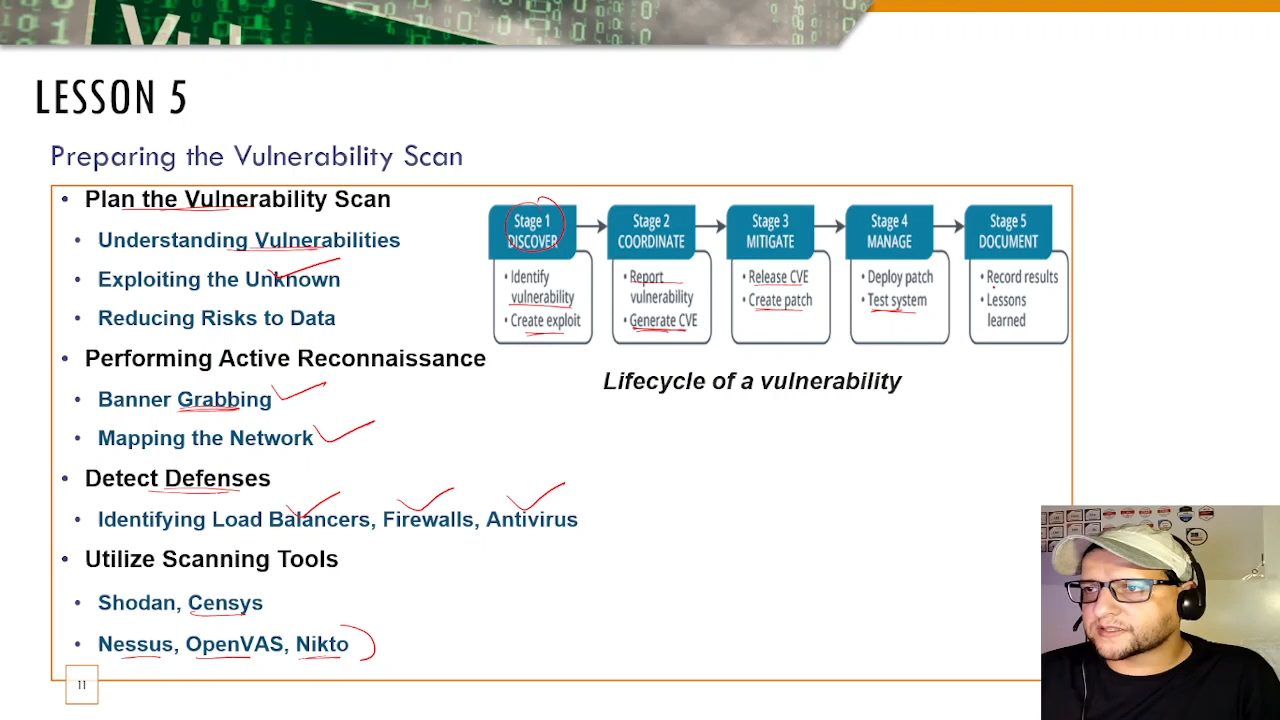 LESSON 5
Preparing the Vulnerability Scan
• Plan the Vulnerability Scan
• Understanding Vulnerabilities
• Exploiting the Unknown
• Reducing Risks to Data
• Performing Active Reconnaissance
• Banner Grabbing
• Mapping the Network
• Detect Defenses
• Identifying Load Balancers, Firewalls, Antivirus
• Utilize Scanning Tools
• Shodan, Censys
• Nessus, OpenVAS, Nikto
Stage 1
DISCOVER
• Identify
vulnerability
• Create exploit
Stage 2
COORDINATE
• Report
vulnerability
• Generate CVE
Stage 3
MITIGATE
• Release CVE
• Create patch
Stage 4
MANAGE
• Deploy patch
• Test system
Stage 5
DOCUMENT
• Record results
• Lessons
learned
Lifecycle of a vulnerability
11